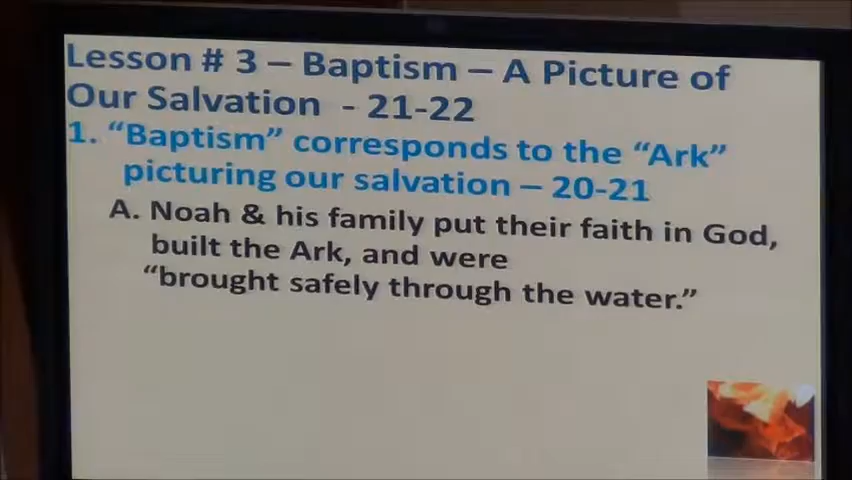 Lesson # 3 – Baptism – A Picture of
Our Salvation - 21-22
1. “Baptism” corresponds to the “Ark”
picturing our salvation – 20-21
A. Noah & his family put their faith in God,
built the Ark, and were
“brought safely through the water.”